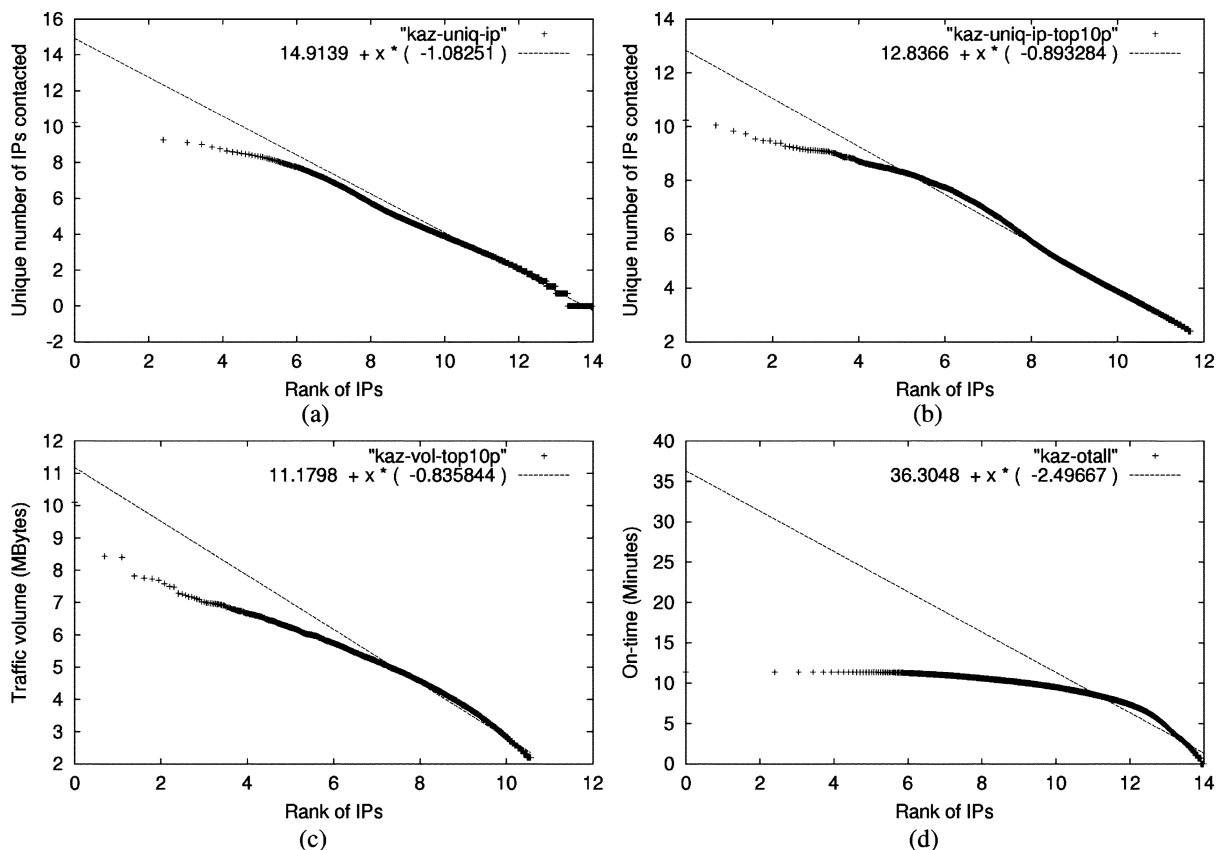 "kaz-uniq-ip" +
14.9139 + x * ( -1.08251)
16
14
12
10
8
6
4
2
0
-2
Unique number of IPs contacted
0 2 4 6 8 10 12 14
Rank of IPs
(a)
"kaz-uniq-ip-top10p" +
12.8366 + x * ( -0.893284)
14
12
10
8
6
4
2
Unique number of IPs contacted
0 2 4 6 8 10 12
Rank of IPs
(b)
"kaz-vol-top10p" +
11.1798 + x * ( -0.835844)
12
11
10
9
8
7
6
5
4
3
2
Traffic volume (MBytes)
0 2 4 6 8 10 12
Rank of IPs
(c)
"kaz-otall" +
36.3048 + x * ( -2.49667)
40
35
30
25
20
15
10
5
0
On-time (Minutes)
0 2 4 6 8 10 12 14
Rank of IPs
(d)